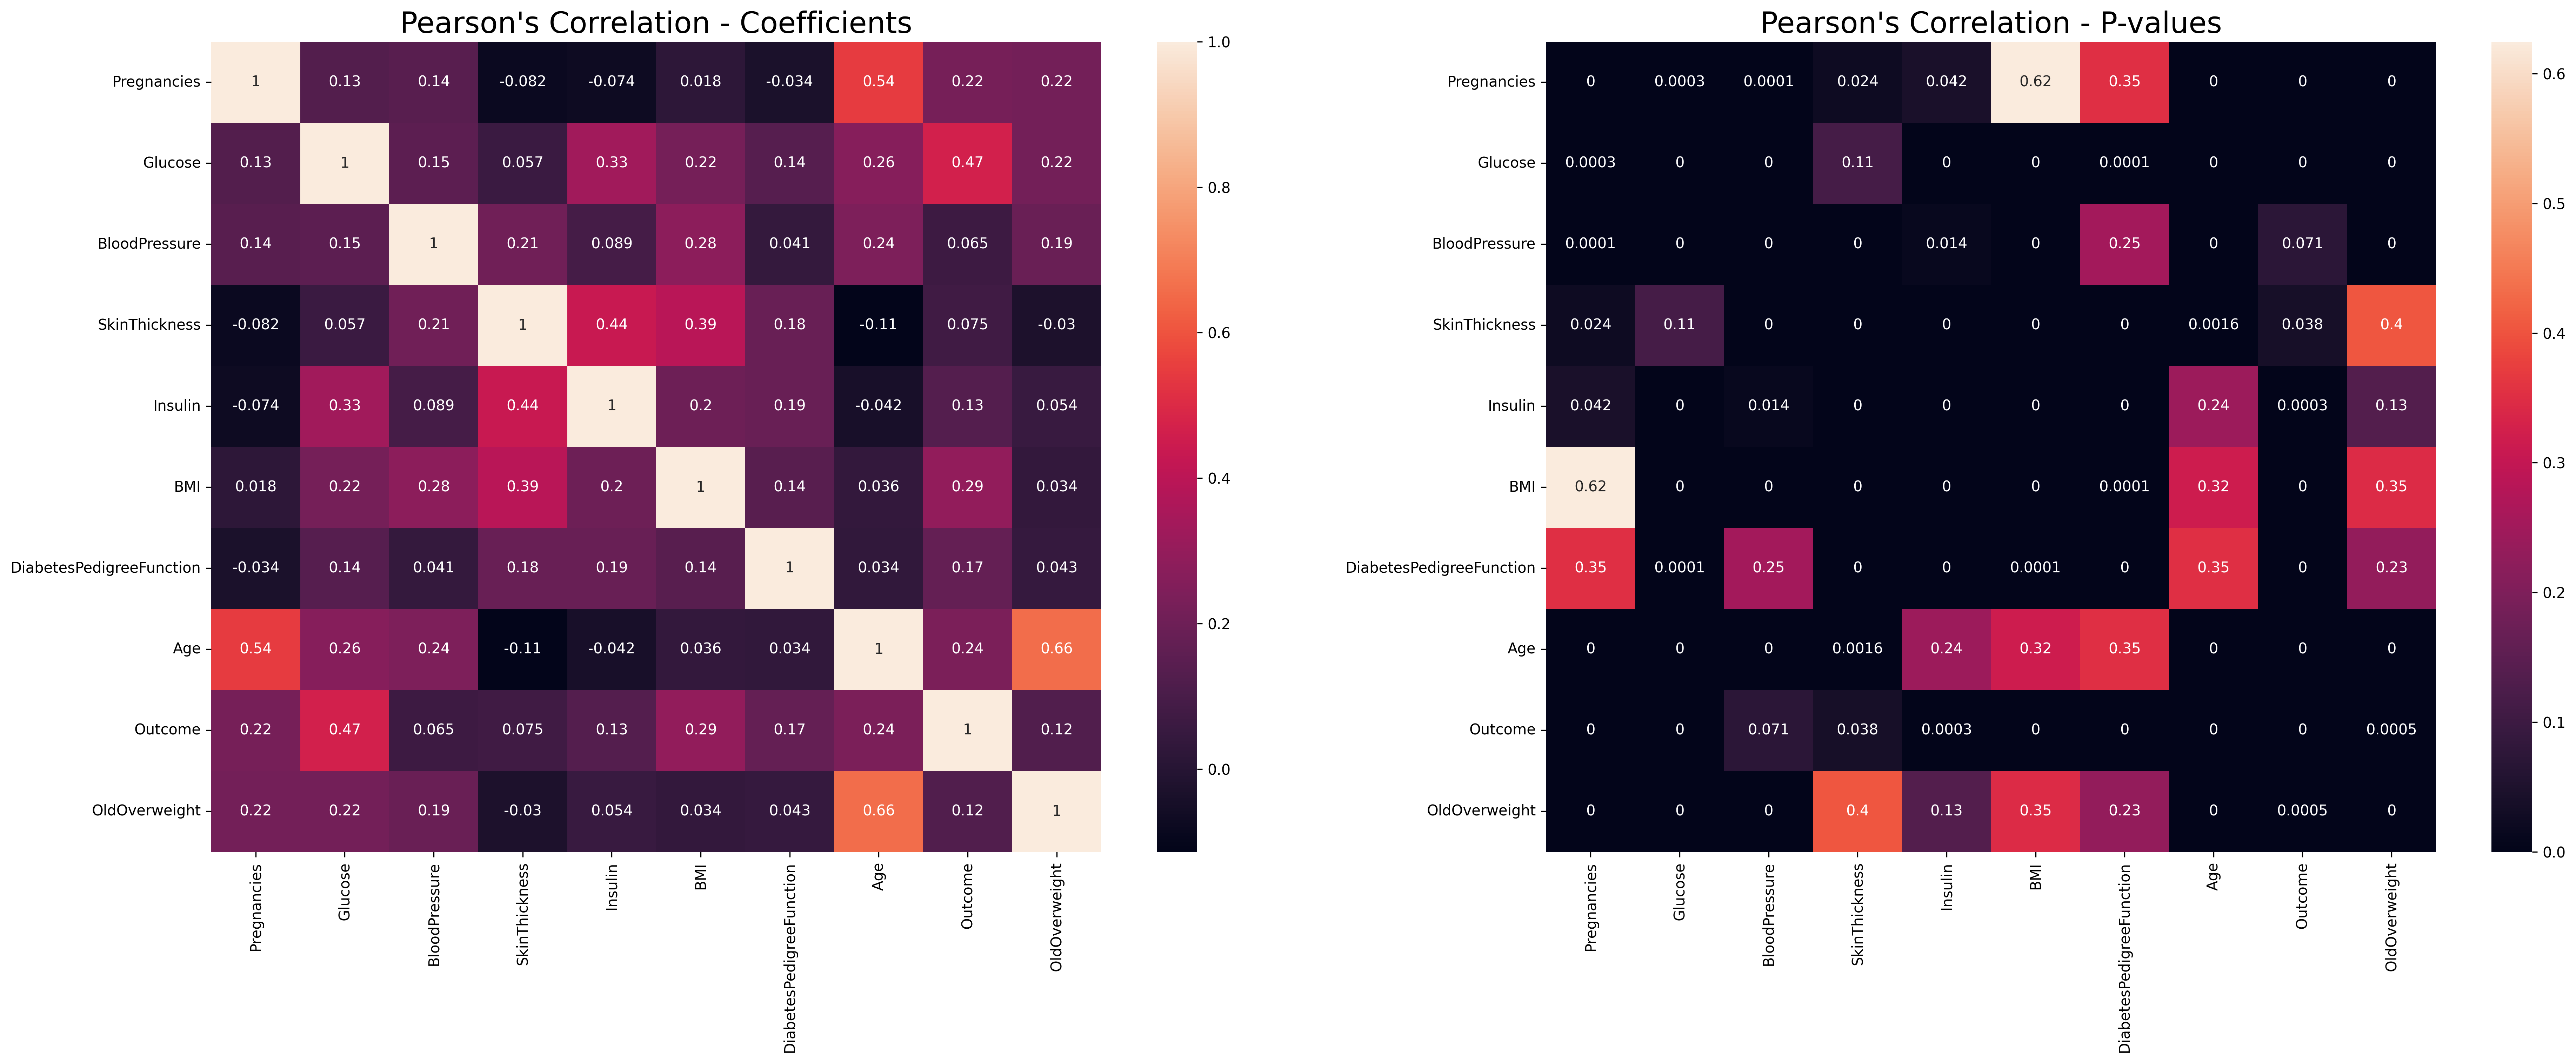 Pearson's Correlation - Coefficients
Pregnancies 1 0.13 0.14 -0.082 -0.074 0.018 -0.034 0.54 0.22 0.22
Glucose 0.13 1 0.15 0.057 0.33 0.22 0.14 0.26 0.47 0.22
BloodPressure 0.14 0.15 1 0.21 0.089 0.28 0.041 0.24 0.065 0.19
SkinThickness -0.082 0.057 0.21 1 0.44 0.39 0.18 -0.11 0.075 -0.03
Insulin -0.074 0.33 0.089 0.44 1 0.2 0.19 -0.042 0.13 0.054
BMI 0.018 0.22 0.28 0.39 0.2 1 0.14 0.036 0.29 0.034
DiabetesPedigreeFunction -0.034 0.14 0.041 0.18 0.19 0.14 1 0.034 0.17 0.043
Age 0.54 0.26 0.24 -0.11 -0.042 0.036 0.034 1 0.24 0.66
Outcome 0.22 0.47 0.065 0.075 0.13 0.29 0.17 0.24 1 0.12
OldOverweight 0.22 0.22 0.19 -0.03 0.054 0.034 0.043 0.66 0.12 1
Pregnancies
Glucose
BloodPressure
SkinThickness
Insulin
BMI
DiabetesPedigreeFunction
Age
Outcome
OldOverweight
1.0
0.8
0.6
0.4
0.2
0.0
Pearson's Correlation - P-values
Pregnancies 0 0.0003 0.0001 0.024 0.042 0.62 0.35 0 0 0
Glucose 0.0003 0 0 0.11 0 0 0.0001 0 0 0
BloodPressure 0.0001 0 0 0 0.014 0 0.25 0 0.071 0
SkinThickness 0.024 0.11 0 0 0 0 0 0.0016 0.038 0.4
Insulin 0.042 0 0.014 0 0 0 0 0.24 0.0003 0.13
BMI 0.62 0 0 0 0 0 0.0001 0.32 0 0.35
DiabetesPedigreeFunction 0.35 0.0001 0.25 0 0 0.0001 0 0.35 0 0.23
Age 0 0 0 0.0016 0.24 0.32 0.35 0 0 0
Outcome 0 0 0.071 0.038 0.0003 0 0 0 0 0.0005
OldOverweight 0 0 0 0.4 0.13 0.35 0.23 0 0.0005 0
Pregnancies
Glucose
BloodPressure
SkinThickness
Insulin
BMI
DiabetesPedigreeFunction
Age
Outcome
OldOverweight
0.6
0.5
0.4
0.3
0.2
0.1
0.0